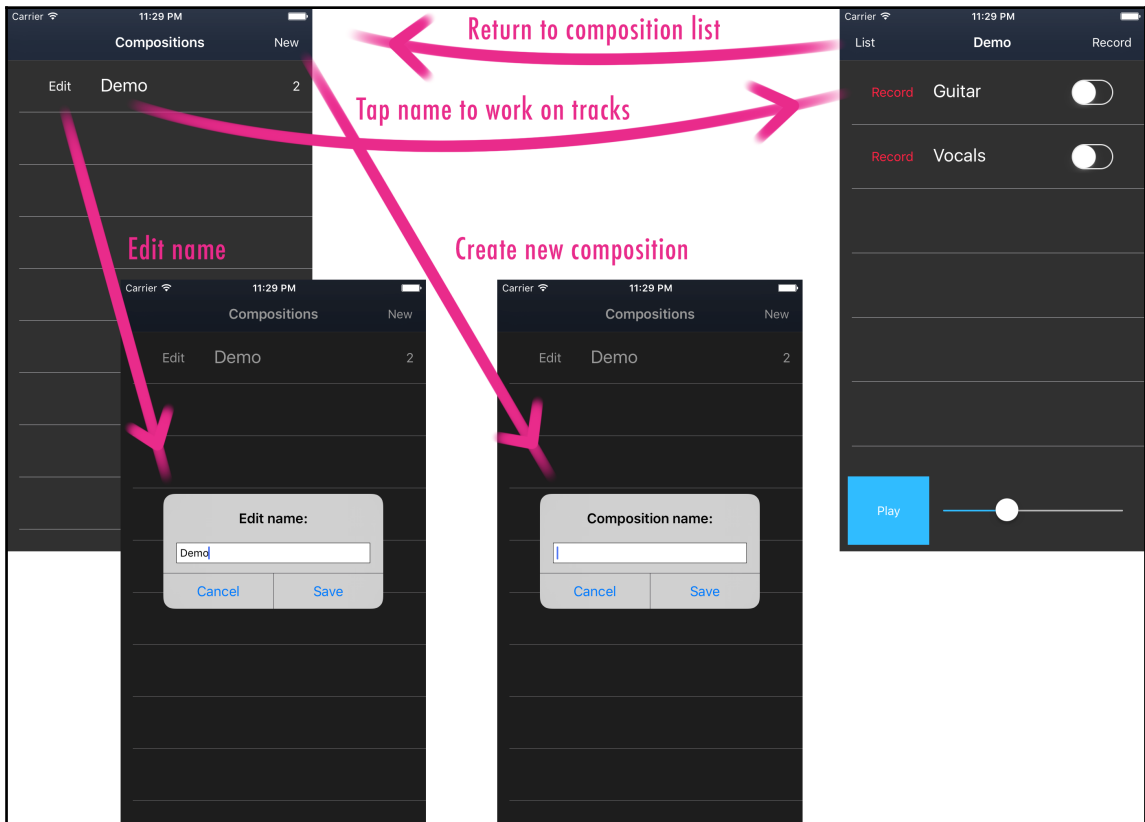 Carrier 11:29 PM
Compositions New
Edit Demo 2
Return to composition list
Tap name to work on tracks
Carrier 11:29 PM
List Demo Record
Record Guitar
Record Vocals
Play
Edit name
Create new composition
Carrier 11:29 PM
Compositions New
Edit Demo 2
Edit name:
Demo
Cancel Save
Carrier 11:29 PM
Compositions New
Edit Demo 2
Composition name:
Cancel Save